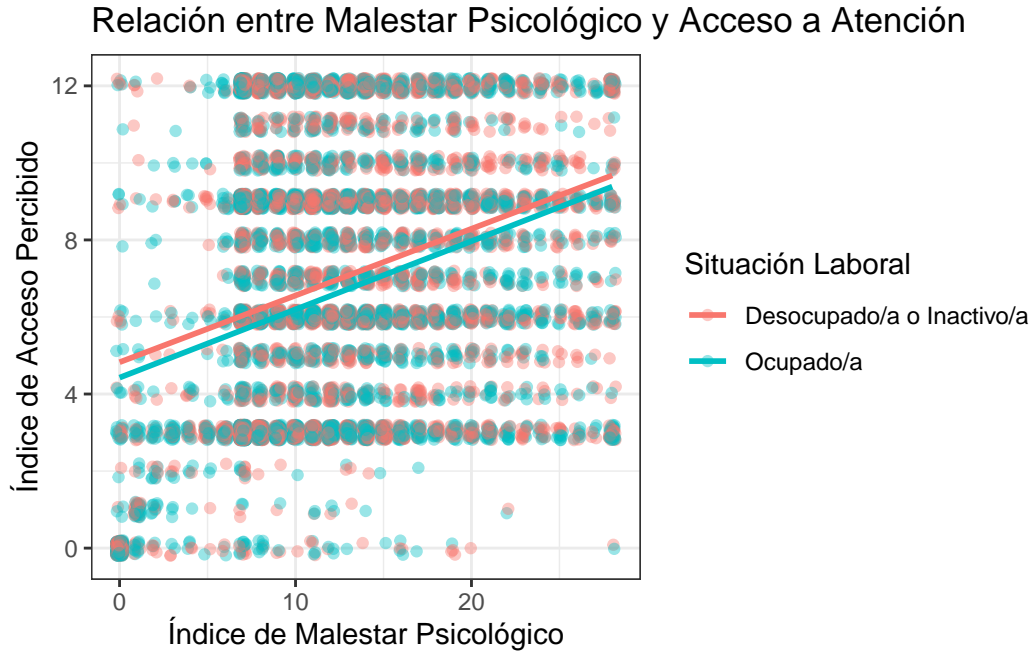 Relación entre Malestar Psicológico y Acceso a Atención
Índice de Acceso Percibido
12
8
4
0
0
10
20
Índice de Malestar Psicológico
Situación Laboral
Desocupado/a o Inactivo/a
Ocupado/a